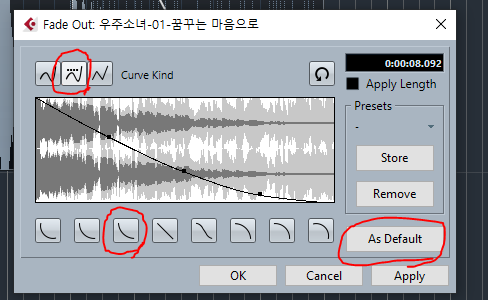 Fade Out: 우주소녀-01-꿈꾸는 마음으로
Curve Kind
0:00:08.092
Apply Length
Presets
-
Store
Remove
As Default
OK
Cancel
Apply